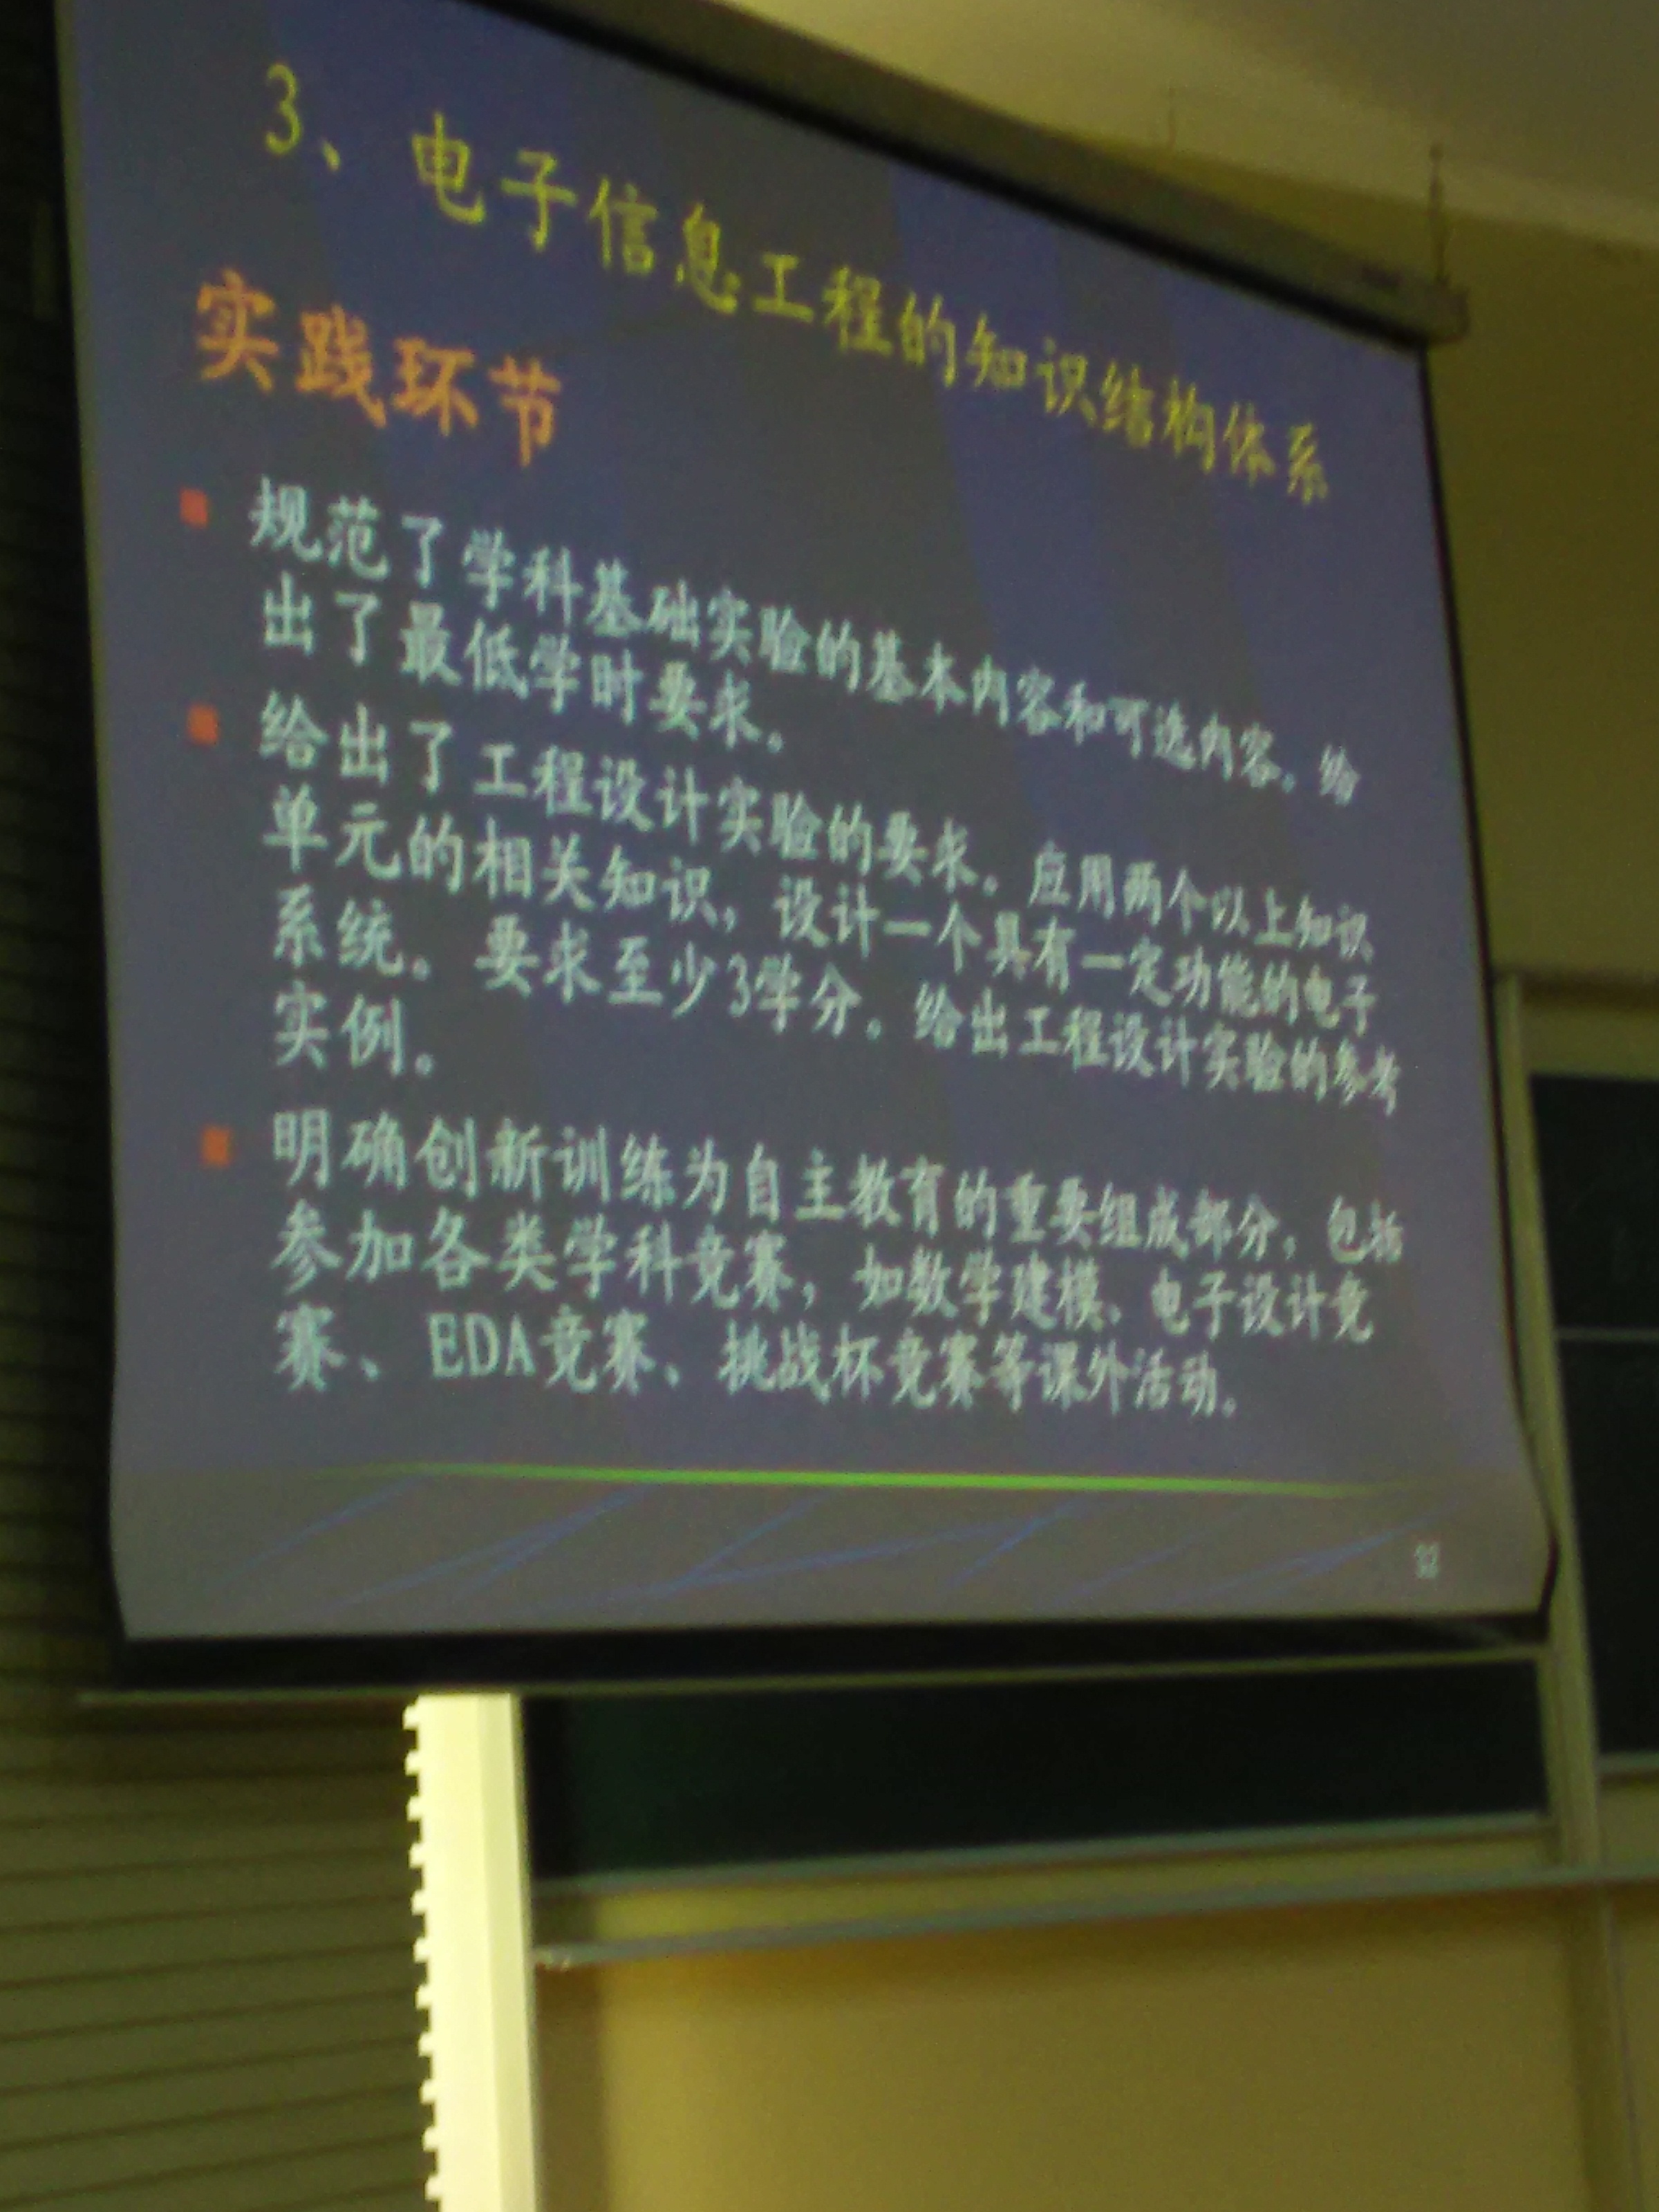 3、电子信息工程的知识结构体系
实践环节
规范了学科基础实验的基本内容和可选内容。给
出了最低学时要求。
给出了工程设计实验的要求。应用两个以上知识
单元的相关知识，设计一个具有一定功能的电子
系统。要求至少3学分。给出工程设计实验的参考
实例。
明确创新训练为自主教育的重要组成部分，包括
参加各类学科竞赛，如数学建模、电子设计竞
赛、EDA竞赛、挑战杯竞赛等课外活动。